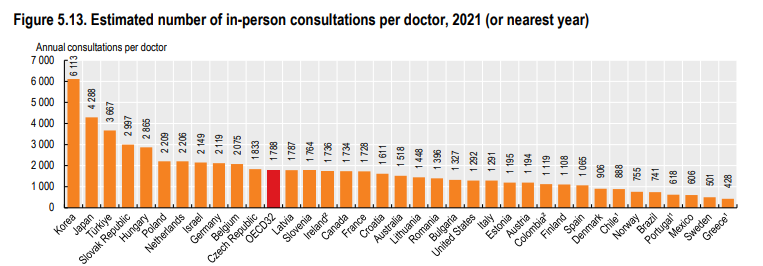 Figure 5.13. Estimated number of in-person consultations per doctor, 2021 (or nearest year)
Annual consultations per doctor
7 000
6 000
5 000
4 000
3 000
2 000
1 000
0
6 113
4 288
3 667
2 997
2 865
2 209
2 206
2 149
2 119
2 075
1 833
1 788
1 787
1 764
1 736
1 734
1 728
1 611
1 518
1 448
1 396
1 327
1 292
1 291
1 195
1 194
1 119
1 108
1 065
906
888
755
741
618
606
501
428
Korea
Japan
Türkiye
Slovak Republic
Hungary
Poland
Netherlands
Israel
Germany
Belgium¹
Czech Republic
OECD32
Latvia
Slovenia
Ireland²
Canada
France
Croatia
Australia
Lithuania
Romania
Bulgaria
United States
Italy
Estonia
Austria
Colombia²
Finland
Spain
Denmark
Chile¹
Norway
Brazil
Portugal¹
Mexico
Sweden
Greece¹